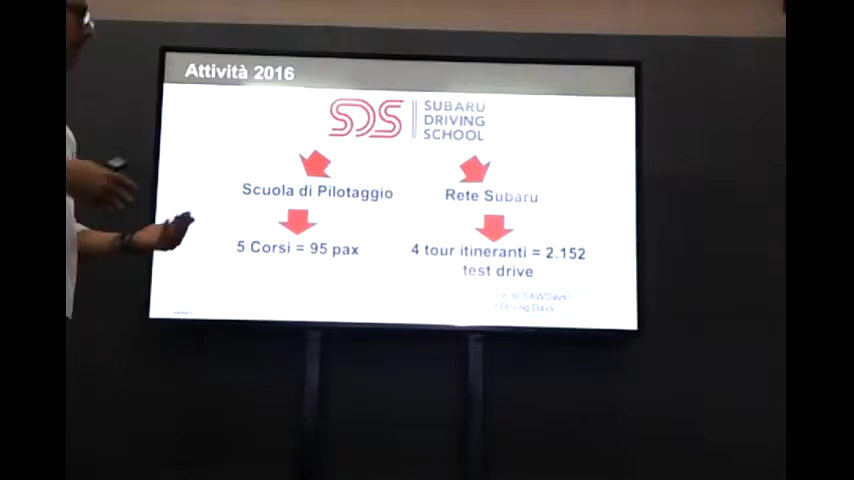 Attività 2016
SDS
SUBARU
DRIVING
SCHOOL
Scuola di Pilotaggio
Rete Subaru
5 Corsi = 95 pax
4 tour itineranti = 2.152
test drive
Driving Days